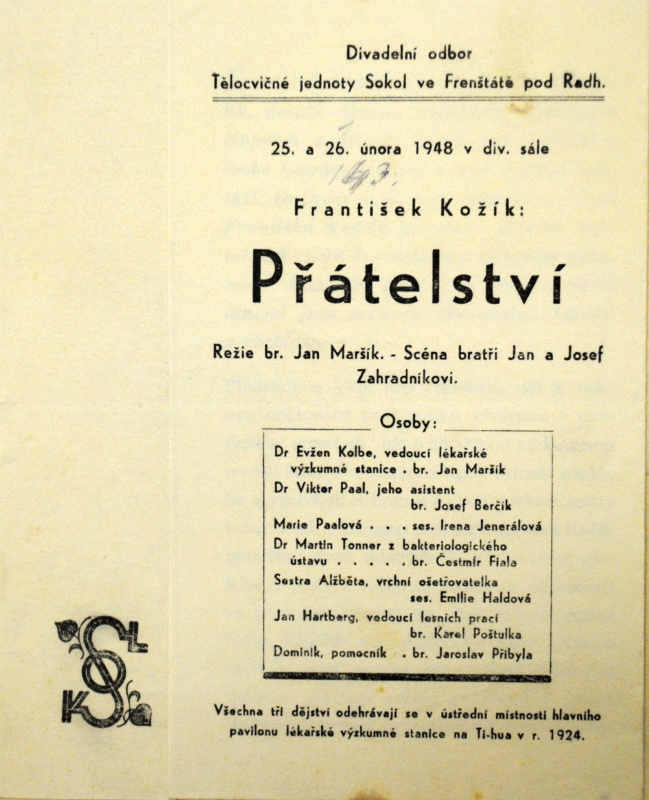 Divadelní odbor
Tělocvičné jednoty Sokol ve Frenštátě pod Radh.
25. a 26. února 1948 v div. sále
František Kožík:
Přátelství
Režie br. Jan Maršík. - Scéna bratři Jan a Josef
Zahradníkovi.
Osoby:
Dr Evžen Kolbe, vedoucí lékařské
výzkumné stanice . br. Jan Maršík
Dr Viktor Paal, jeho asistent
br. Josef Berčík
Marie Paalová . . . ses. Irena Jenerálová
Dr Martin Tonner z bakteriologického
ústavu . . . . . br. Čestmír Fiala
Sestra Alžběta, vrchní ošetřovatelka
ses. Emilie Haldová
Jan Hartberg, vedoucí lesních prací
br. Karel Poštulka
Dominik, pomocník . br. Jaroslav Přibyla
SOKOL
Všechna tři dějství odehrávají se v ústřední místnosti hlavního
pavilonu lékařské výzkumné stanice na Ti-hua v r. 1924.